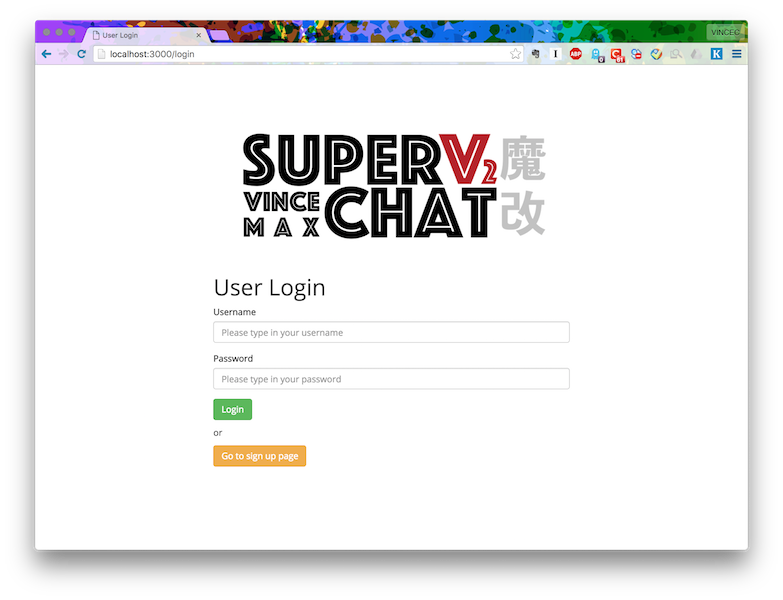 User Login
VINCEC
localhost:3000/login
SUPER V2 魔
VINCE MAX CHAT 改
User Login
Username
Please type in your username
Password
Please type in your password
Login
or
Go to sign up page